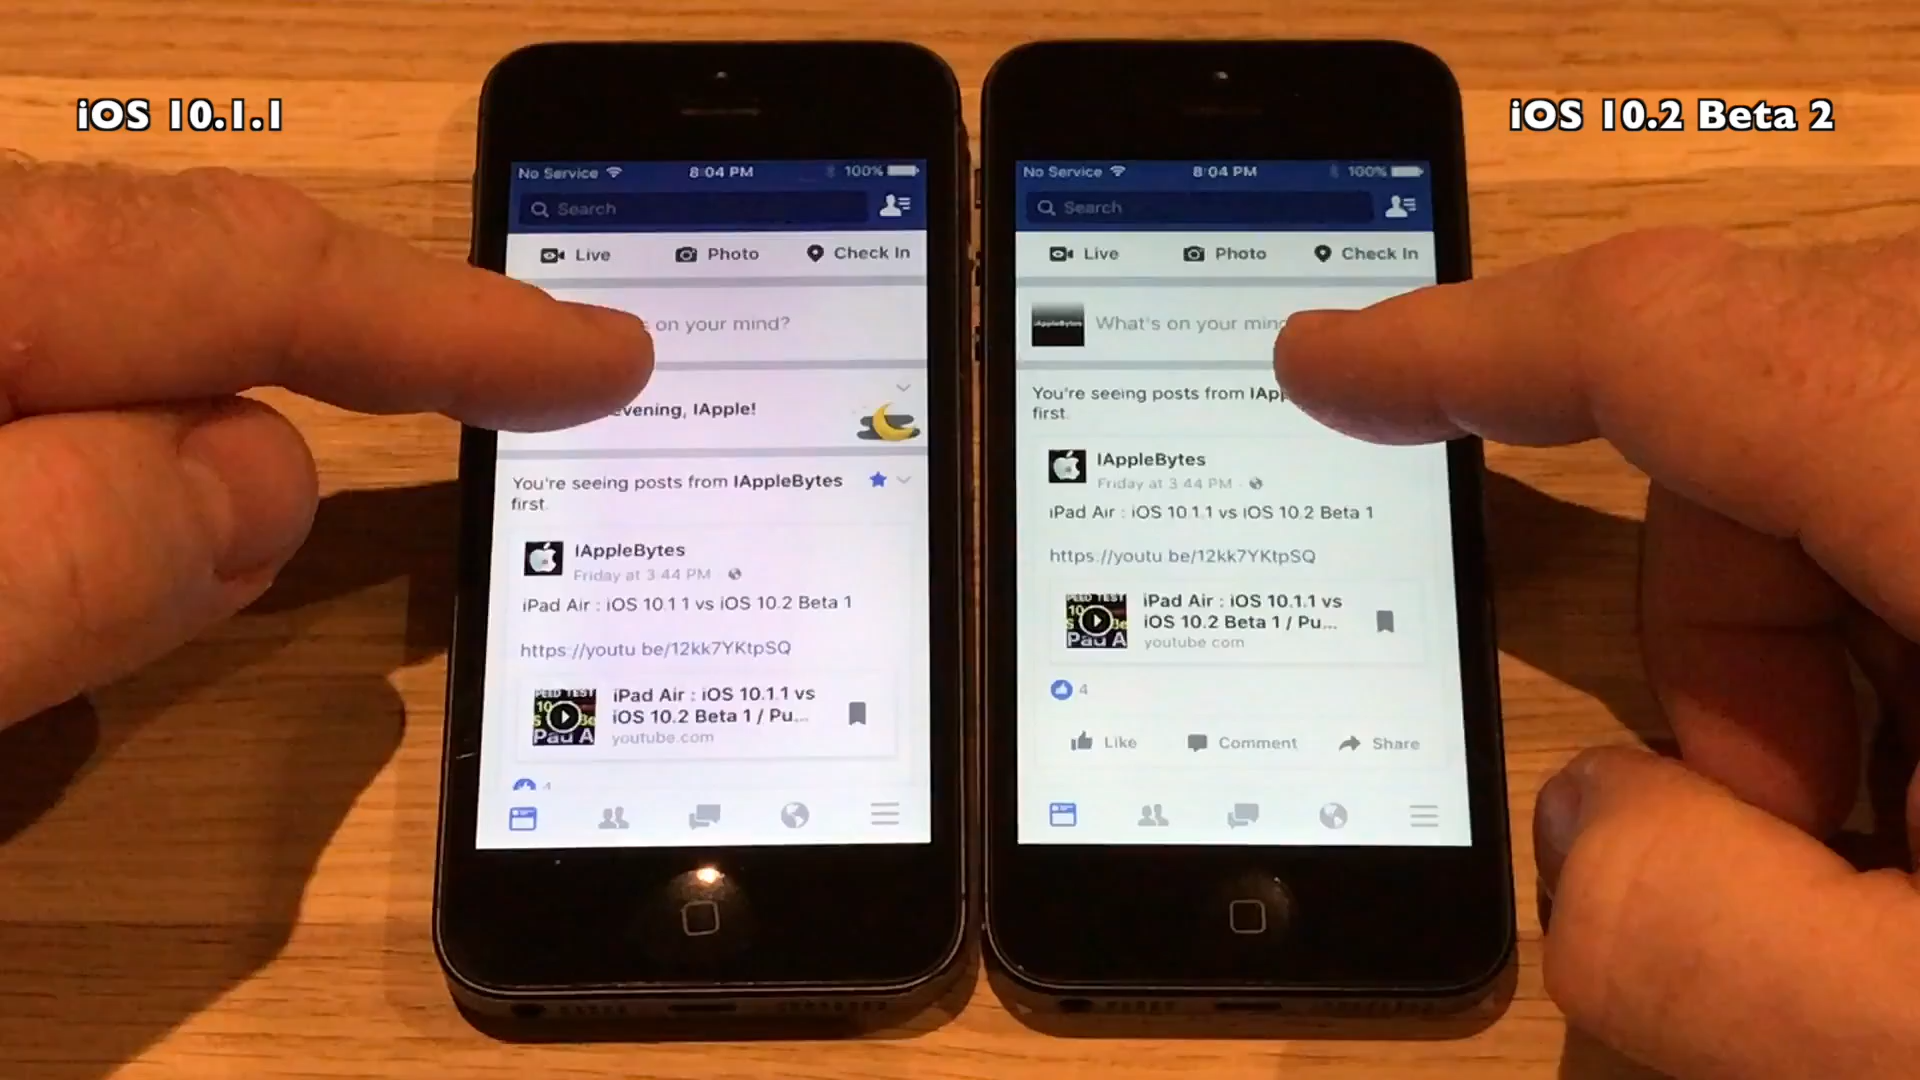 iOS 10.1.1
iOS 10.2 Beta 2
No Service 8:04 PM 100%
Search
Live Photo Check In
on your mind?
evening, IApple!
You're seeing posts from IAppleBytes
first.
IAppleBytes
Friday at 3:44 PM
iPad Air : iOS 10.1.1 vs iOS 10.2 Beta 1
https://youtu.be/12kk7YKtpSQ
iPad Air : iOS 10.1.1 vs
iOS 10.2 Beta 1 / Pu...
youtube.com
4
No Service 8:04 PM 100%
Search
Live Photo Check In
What's on your mind
You're seeing posts from IApp
first.
IAppleBytes
Friday at 3:44 PM
iPad Air : iOS 10.1.1 vs iOS 10.2 Beta 1
https://youtu.be/12kk7YKtpSQ
iPad Air : iOS 10.1.1 vs
iOS 10.2 Beta 1 / Pu...
youtube.com
4
Like Comment Share